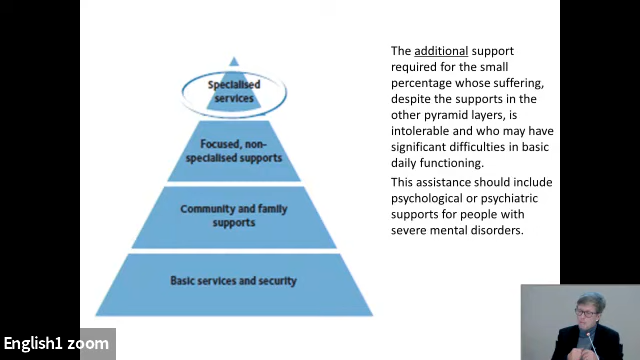 Specialised
services
Focused, non-
specialised supports
Community and family
supports
Basic services and security
The additional support
required for the small
percentage whose suffering,
despite the supports in the
other pyramid layers, is
intolerable and who may have
significant difficulties in basic
daily functioning.
This assistance should include
psychological or psychiatric
supports for people with
severe mental disorders.
English1 zoom